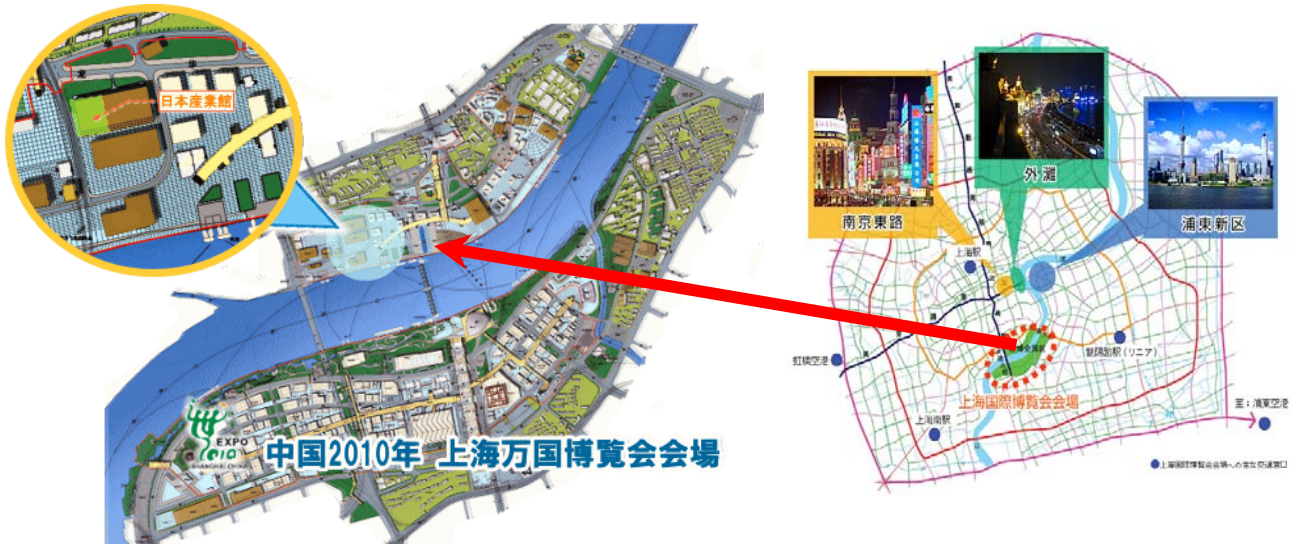 日本産業館
EXPO
2010
SHANGHAI CHINA
中国2010年 上海万国博覧会会場
南京東路
外灘
浦東新区
上海駅
虹橋空港
龍陽路駅(リニア)
上海国際博覧会会場
上海南駅
至:浦東空港
●上海国際博覧会会場への主な交通窓口